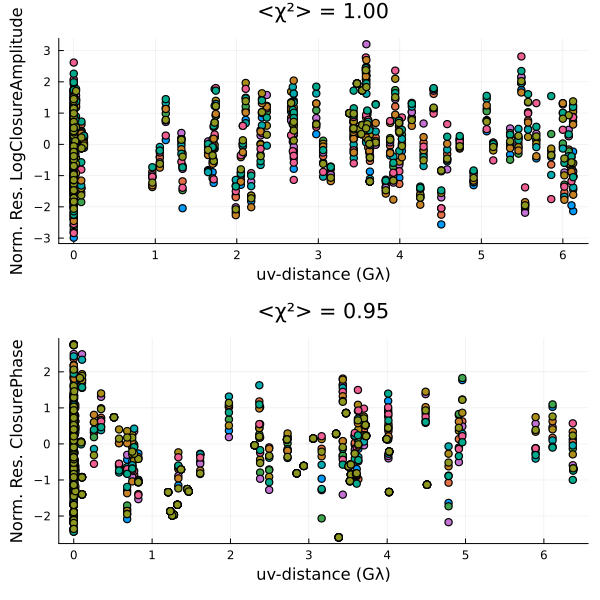 <χ²> = 1.00
Norm. Res. LogClosureAmplitude
3
2
1
0
−1
−2
−3
0 1 2 3 4 5 6
uv-distance (Gλ)
<χ²> = 0.95
Norm. Res. ClosurePhase
2
1
0
−1
−2
0 1 2 3 4 5 6
uv-distance (Gλ)